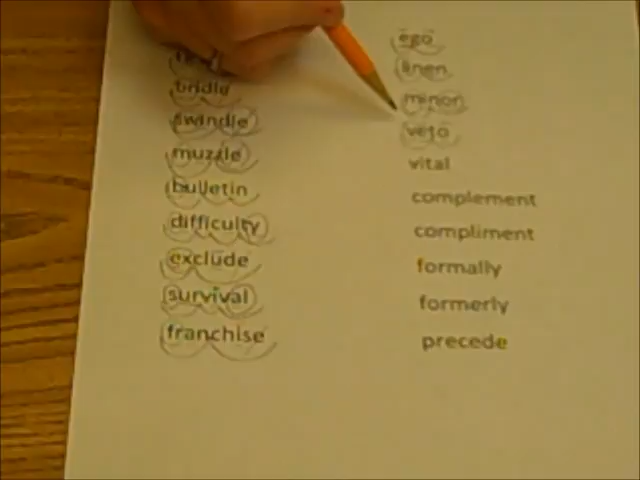 bridle
swindle
muzzle
bulletin
difficulty
exclude
survival
franchise
ego
linen
minor
veto
vital
complement
compliment
formally
formerly
precede